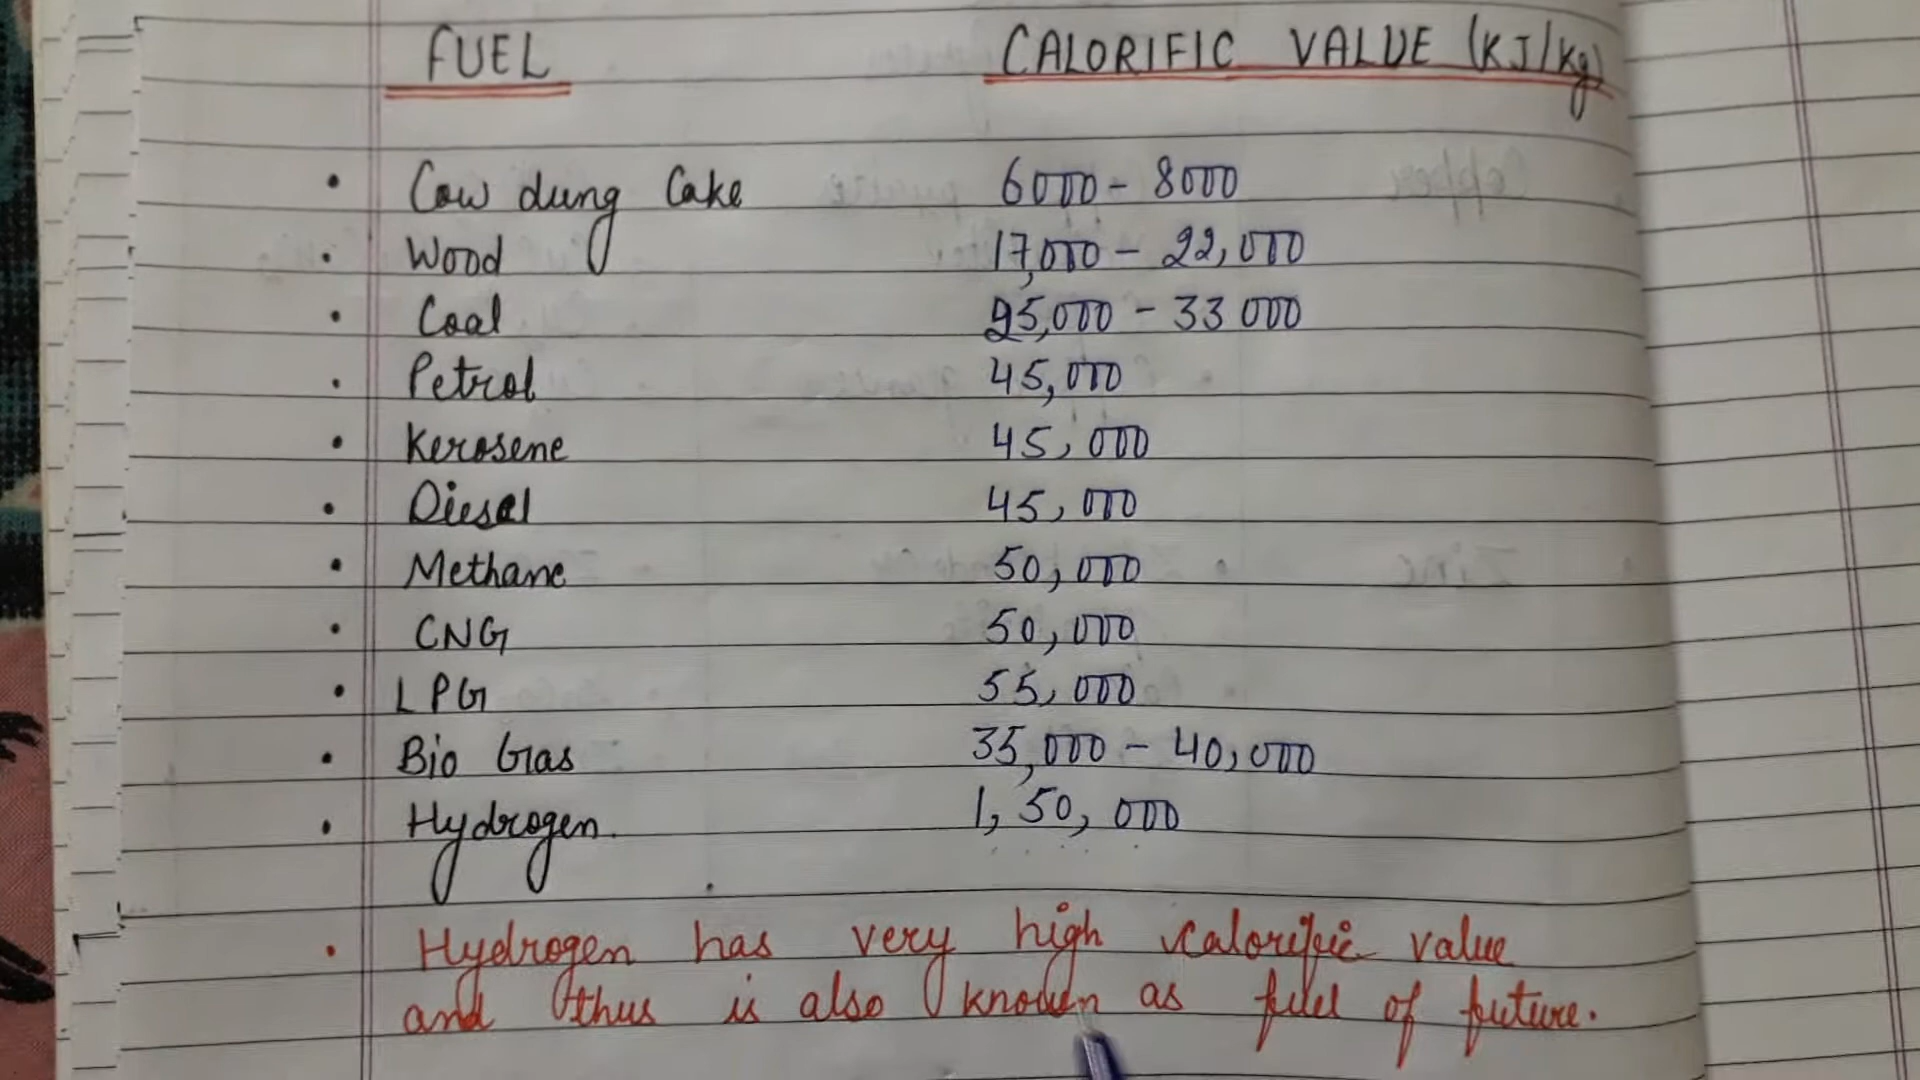 FUEL CALORIFIC VALUE (KJ/Kg)
• Cow dung Cake 6000 - 8000
• Wood 17,000 - 22,000
• Coal 25,000 - 33 000
• Petrol 45,000
• Kerosene 45,000
• Diesel 45,000
• Methane 50,000
• CNG 50,000
• LPG 55,000
• Bio Gas 35,000 - 40,000
• Hydrogen. 1,50,000
• Hydrogen has very high calorific value
and thus is also known as fuel of future.